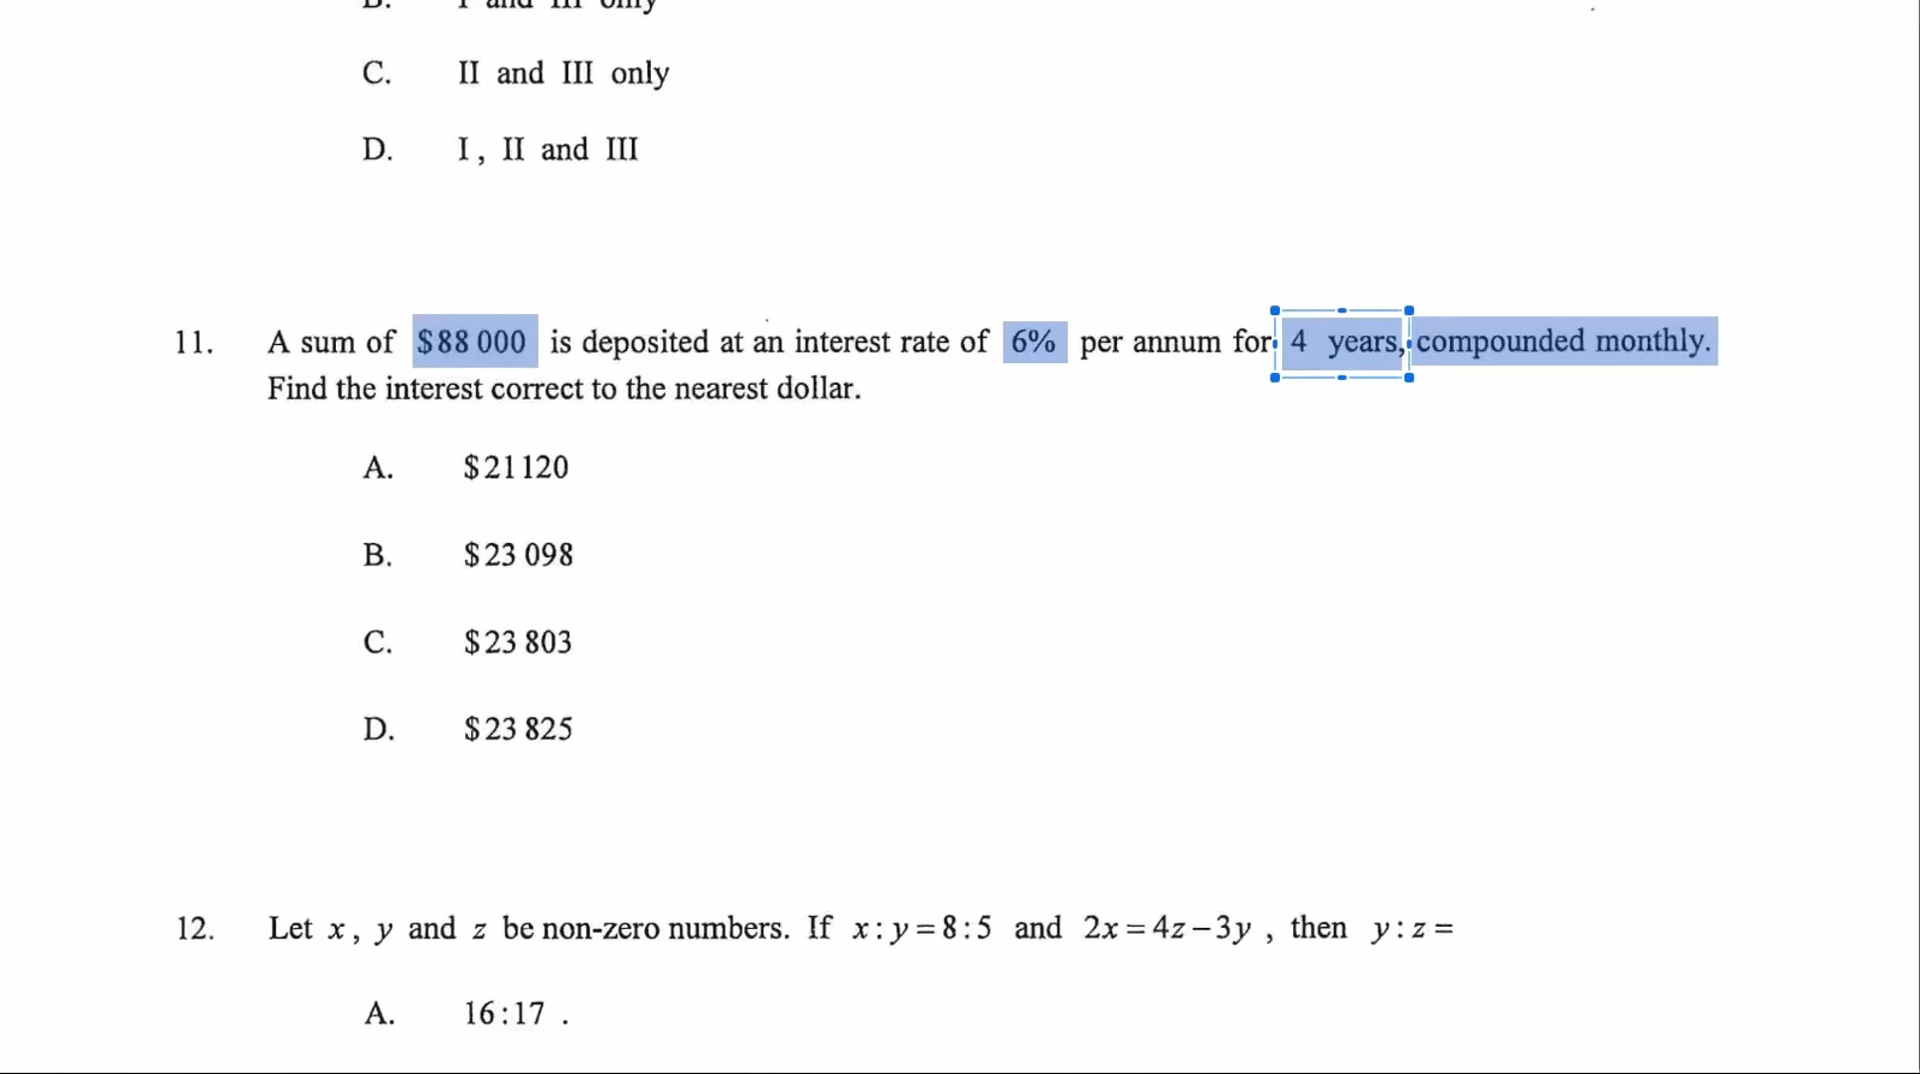 B. I and III only
C. II and III only
D. I , II and III
11. A sum of $88 000 is deposited at an interest rate of 6% per annum for 4 years, compounded monthly.
Find the interest correct to the nearest dollar.
A. $21 120
B. $23 098
C. $23 803
D. $23 825
12. Let x , y and z be non-zero numbers. If x : y = 8 : 5 and 2x = 4z − 3y , then y : z =
A. 16 : 17 .